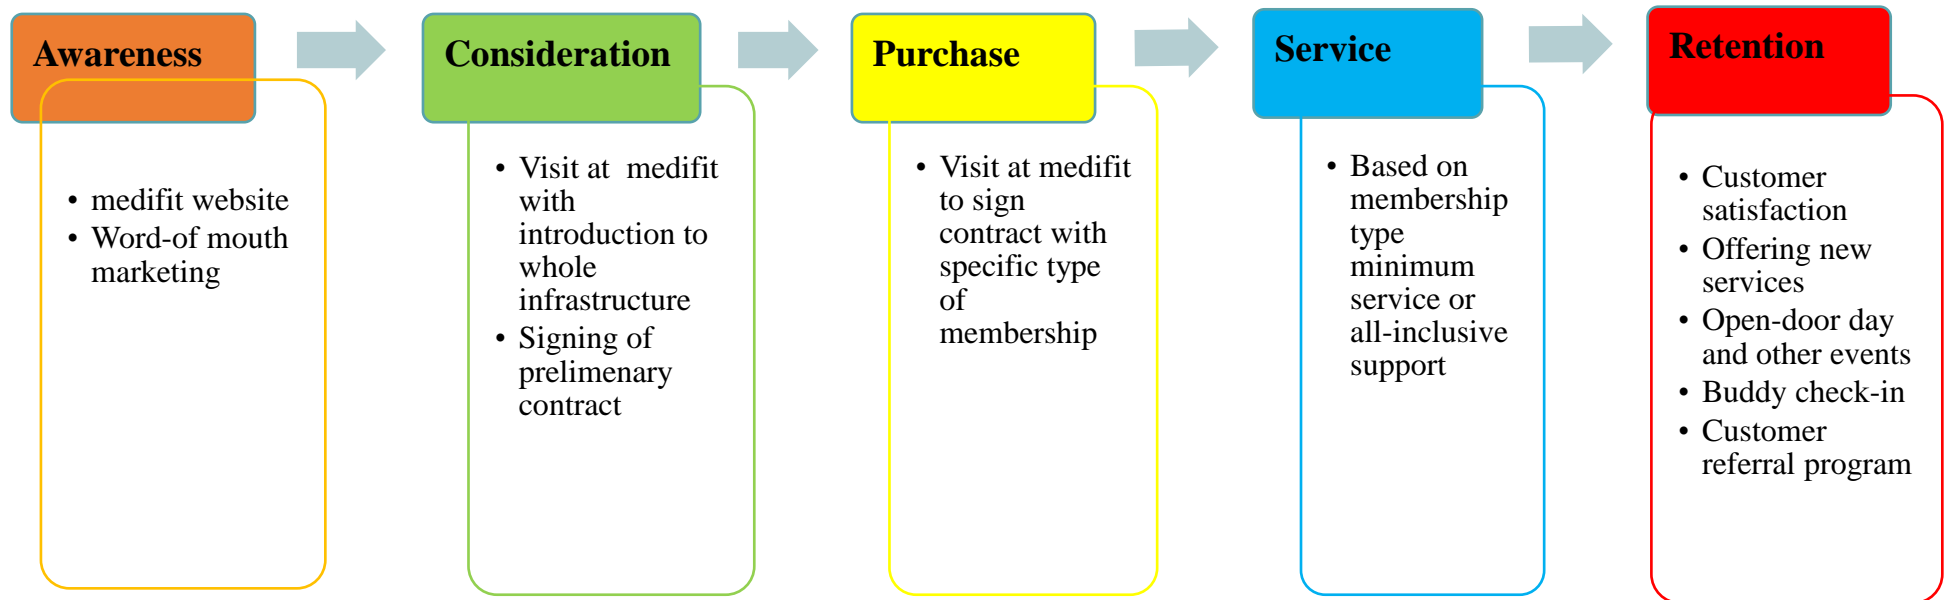 Awareness
• medifit website
• Word-of mouth
marketing
Consideration
• Visit at medifit
with
introduction to
whole
infrastructure
• Signing of
prelimenary
contract
Purchase
• Visit at medifit
to sign
contract with
specific type
of
membership
Service
• Based on
membership
type
minimum
service or
all-inclusive
support
Retention
• Customer
satisfaction
• Offering new
services
• Open-door day
and other events
• Buddy check-in
• Customer
referral program